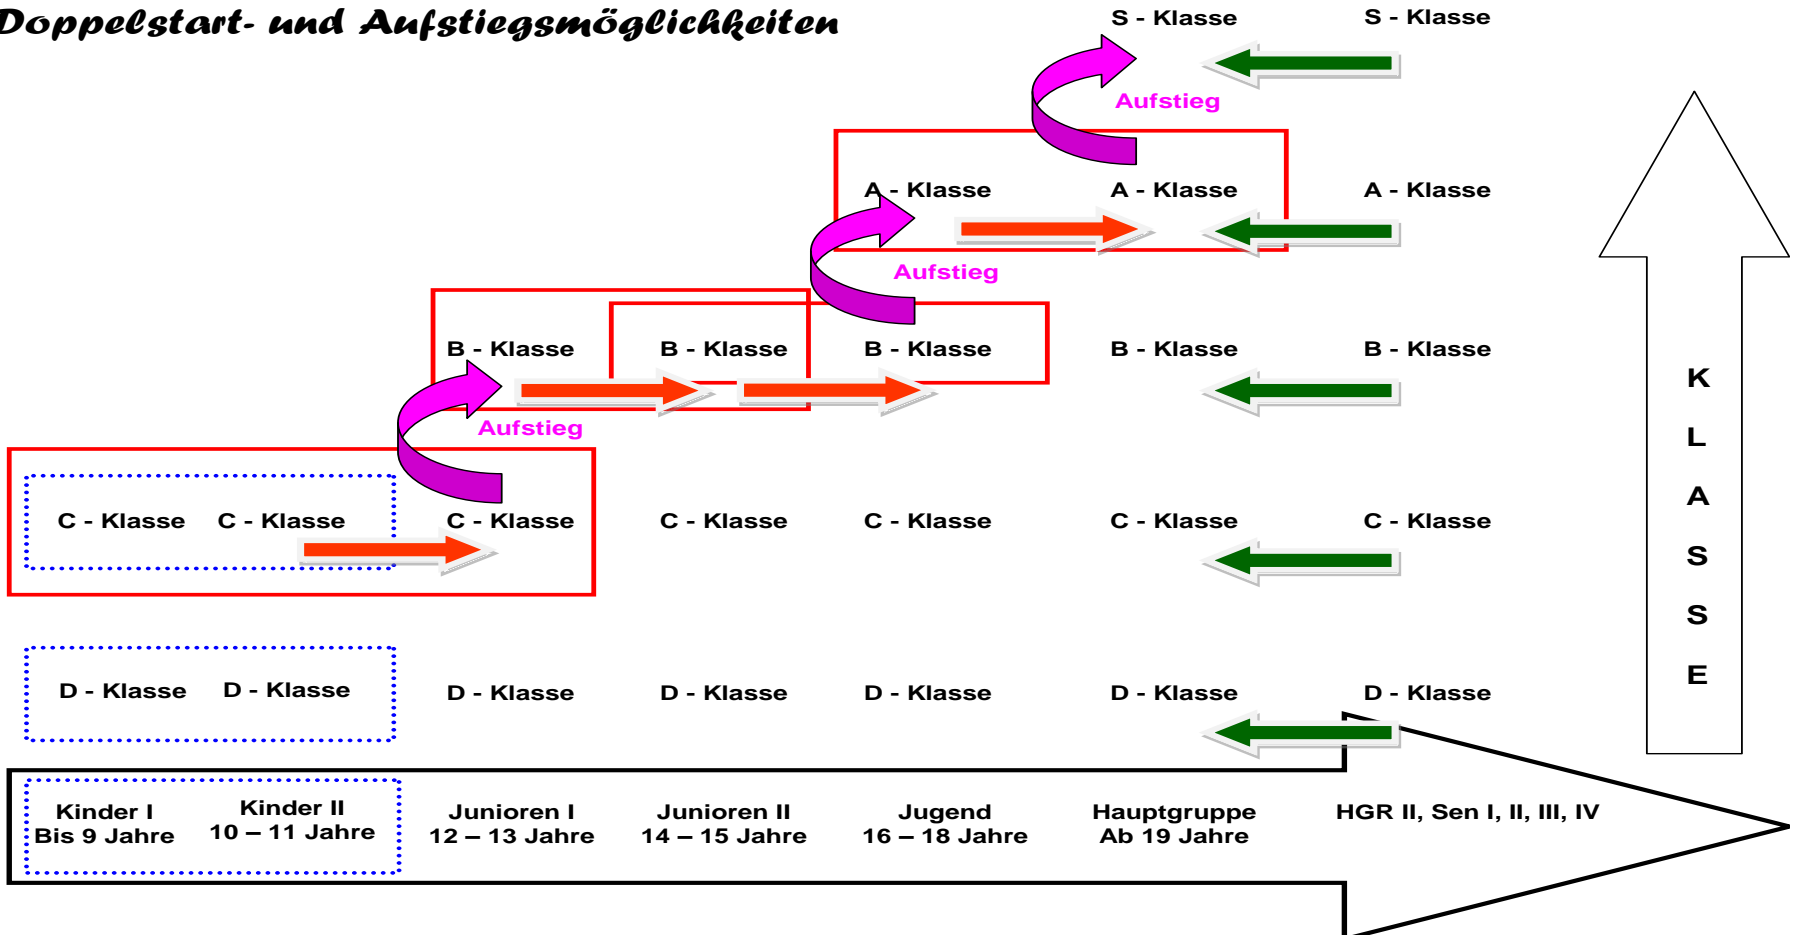 Doppelstart- und Aufstiegsmöglichkeiten
S - Klasse S - Klasse
Aufstieg
A - Klasse A - Klasse A - Klasse
Aufstieg
B - Klasse B - Klasse B - Klasse B - Klasse B - Klasse
Aufstieg
C - Klasse C - Klasse C - Klasse C - Klasse C - Klasse C - Klasse C - Klasse
D - Klasse D - Klasse D - Klasse D - Klasse D - Klasse D - Klasse D - Klasse
K
L
A
S
S
E
Kinder I
Bis 9 Jahre
Kinder II
10 – 11 Jahre
Junioren I
12 – 13 Jahre
Junioren II
14 – 15 Jahre
Jugend
16 – 18 Jahre
Hauptgruppe
Ab 19 Jahre
HGR II, Sen I, II, III, IV